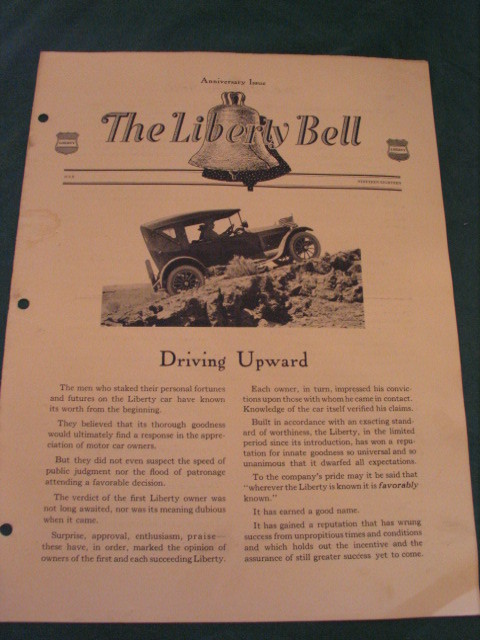 Anniversary Issue
The Liberty Bell
LIBERTY
Driving Upward
The men who staked their personal fortunes
and futures on the Liberty car have known
its worth from the beginning.
They believed that its thorough goodness
would ultimately find a response in the appre-
ciation of motor car owners.
But they did not even suspect the speed of
public judgment nor the flood of patronage
attending a favorable decision.
The verdict of the first Liberty owner was
not long awaited, nor was its meaning dubious
when it came.
Surprise, approval, enthusiasm, praise—
these have, in order, marked the opinion of
owners of the first and each succeeding Liberty.
Each owner, in turn, impressed his convic-
tions upon those with whom he came in contact.
Knowledge of the car itself verified his claims.
Built in accordance with an exacting stand-
ard of worthiness, the Liberty, in the limited
period since its introduction, has won a repu-
tation for innate goodness so universal and so
unanimous that it dwarfed all expectations.
To the company's pride may it be said that
"wherever the Liberty is known it is favorably
known."
It has earned a good name.
It has gained a reputation that has wrung
success from unpropitious times and conditions
and which holds out the incentive and the
assurance of still greater success yet to come.